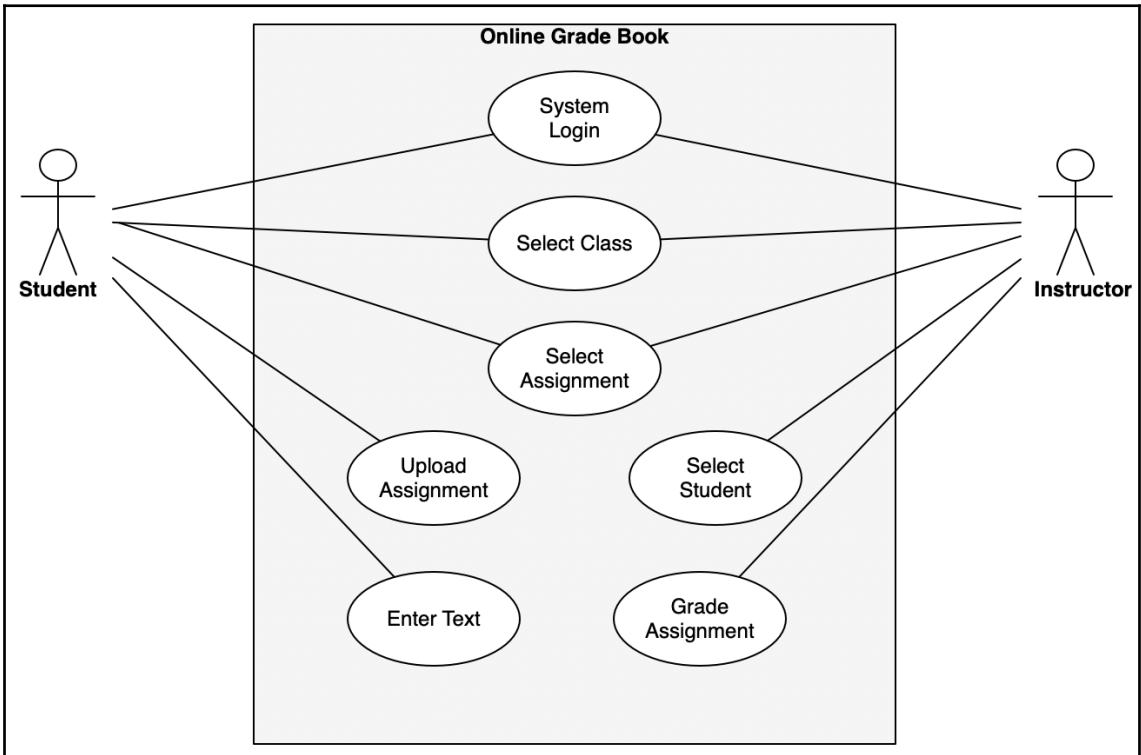 Online Grade Book
System
Login
Select Class
Student
Instructor
Select
Assignment
Upload
Assignment
Select
Student
Enter Text
Grade
Assignment